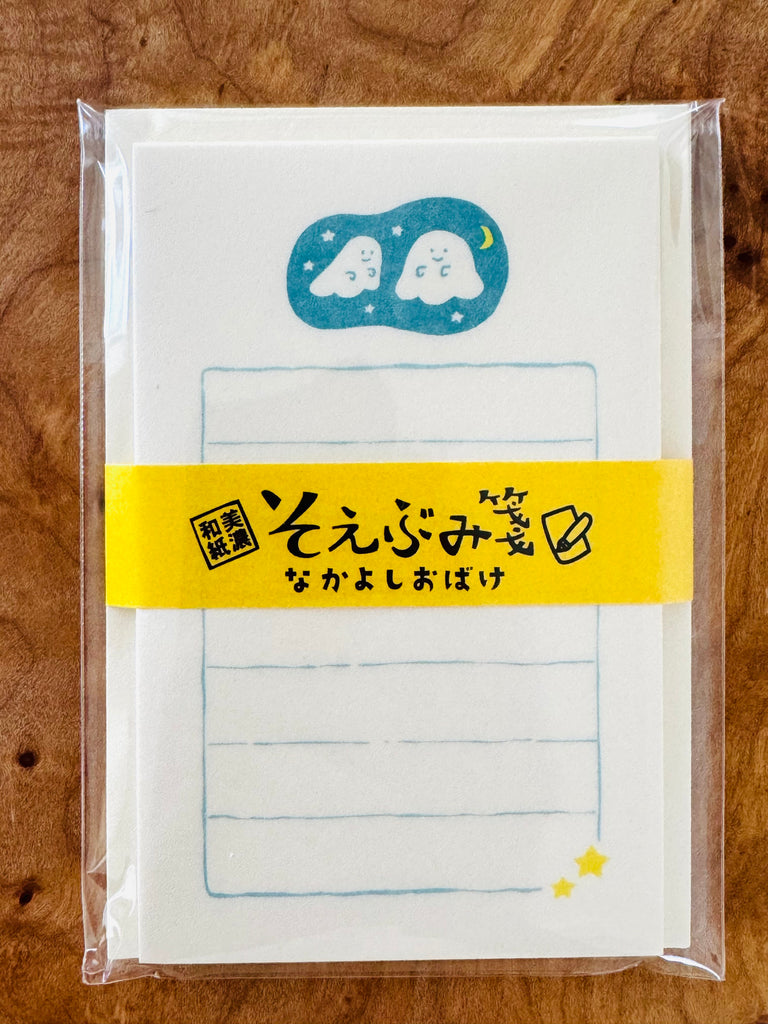 美濃和紙
そえぶみ箋
なかよしおばけ